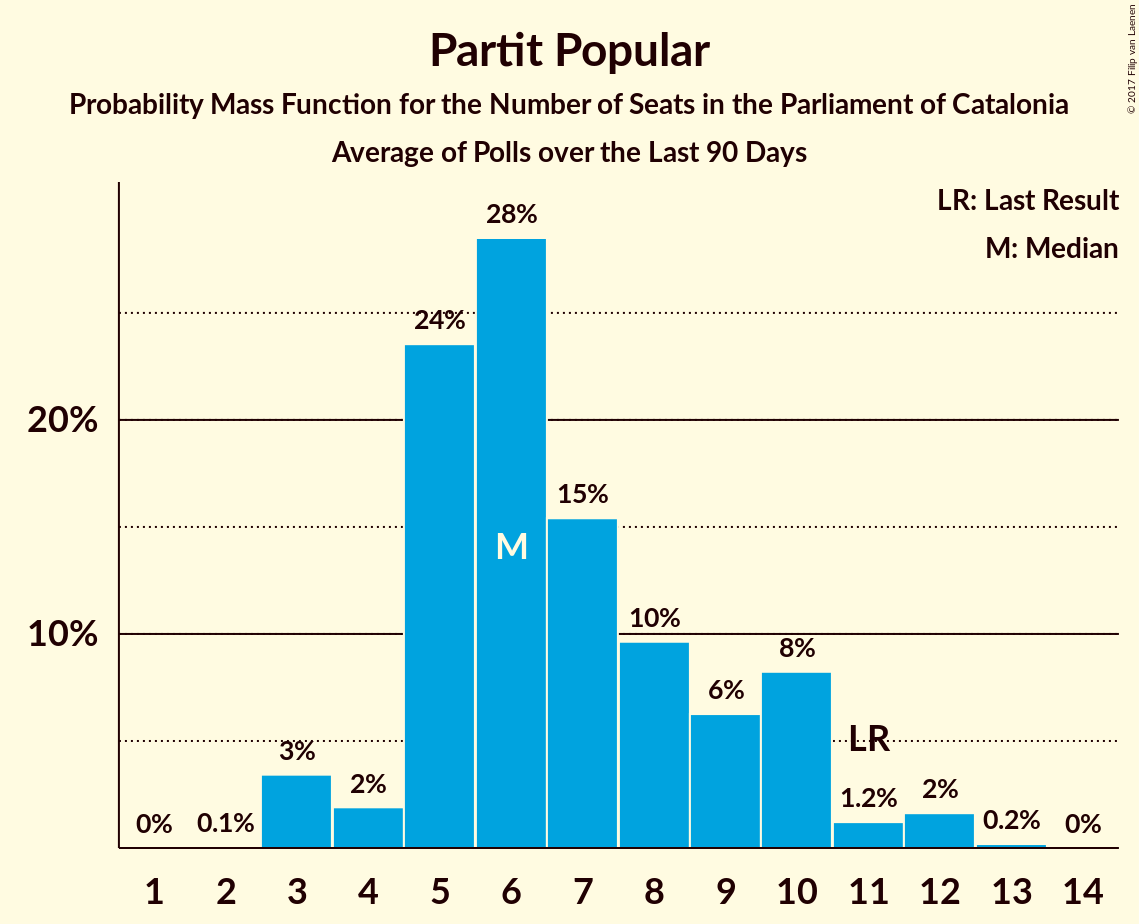 Partit Popular
Probability Mass Function for the Number of Seats in the Parliament of Catalonia
Average of Polls over the Last 90 Days
© 2017 Filip van Laenen
LR: Last Result
M: Median
28%
24%
20%
15%
M
10%
10%
8%
6%
LR
3%
2%
2%
1.2%
0%
0.1%
0.2%
0%
1 2 3 4 5 6 7 8 9 10 11 12 13 14